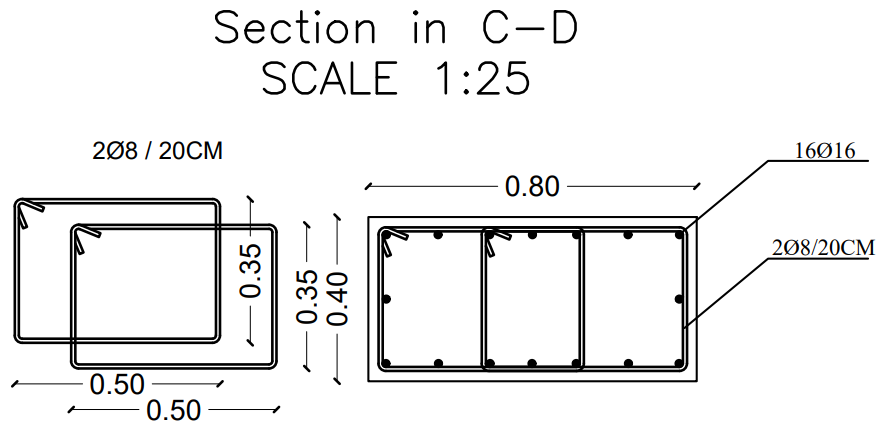 Section in C-D
SCALE 1:25
2Ø8 / 20CM
16Ø16
0.80
2Ø8/20CM
0.35
0.35
0.40
0.50
0.50